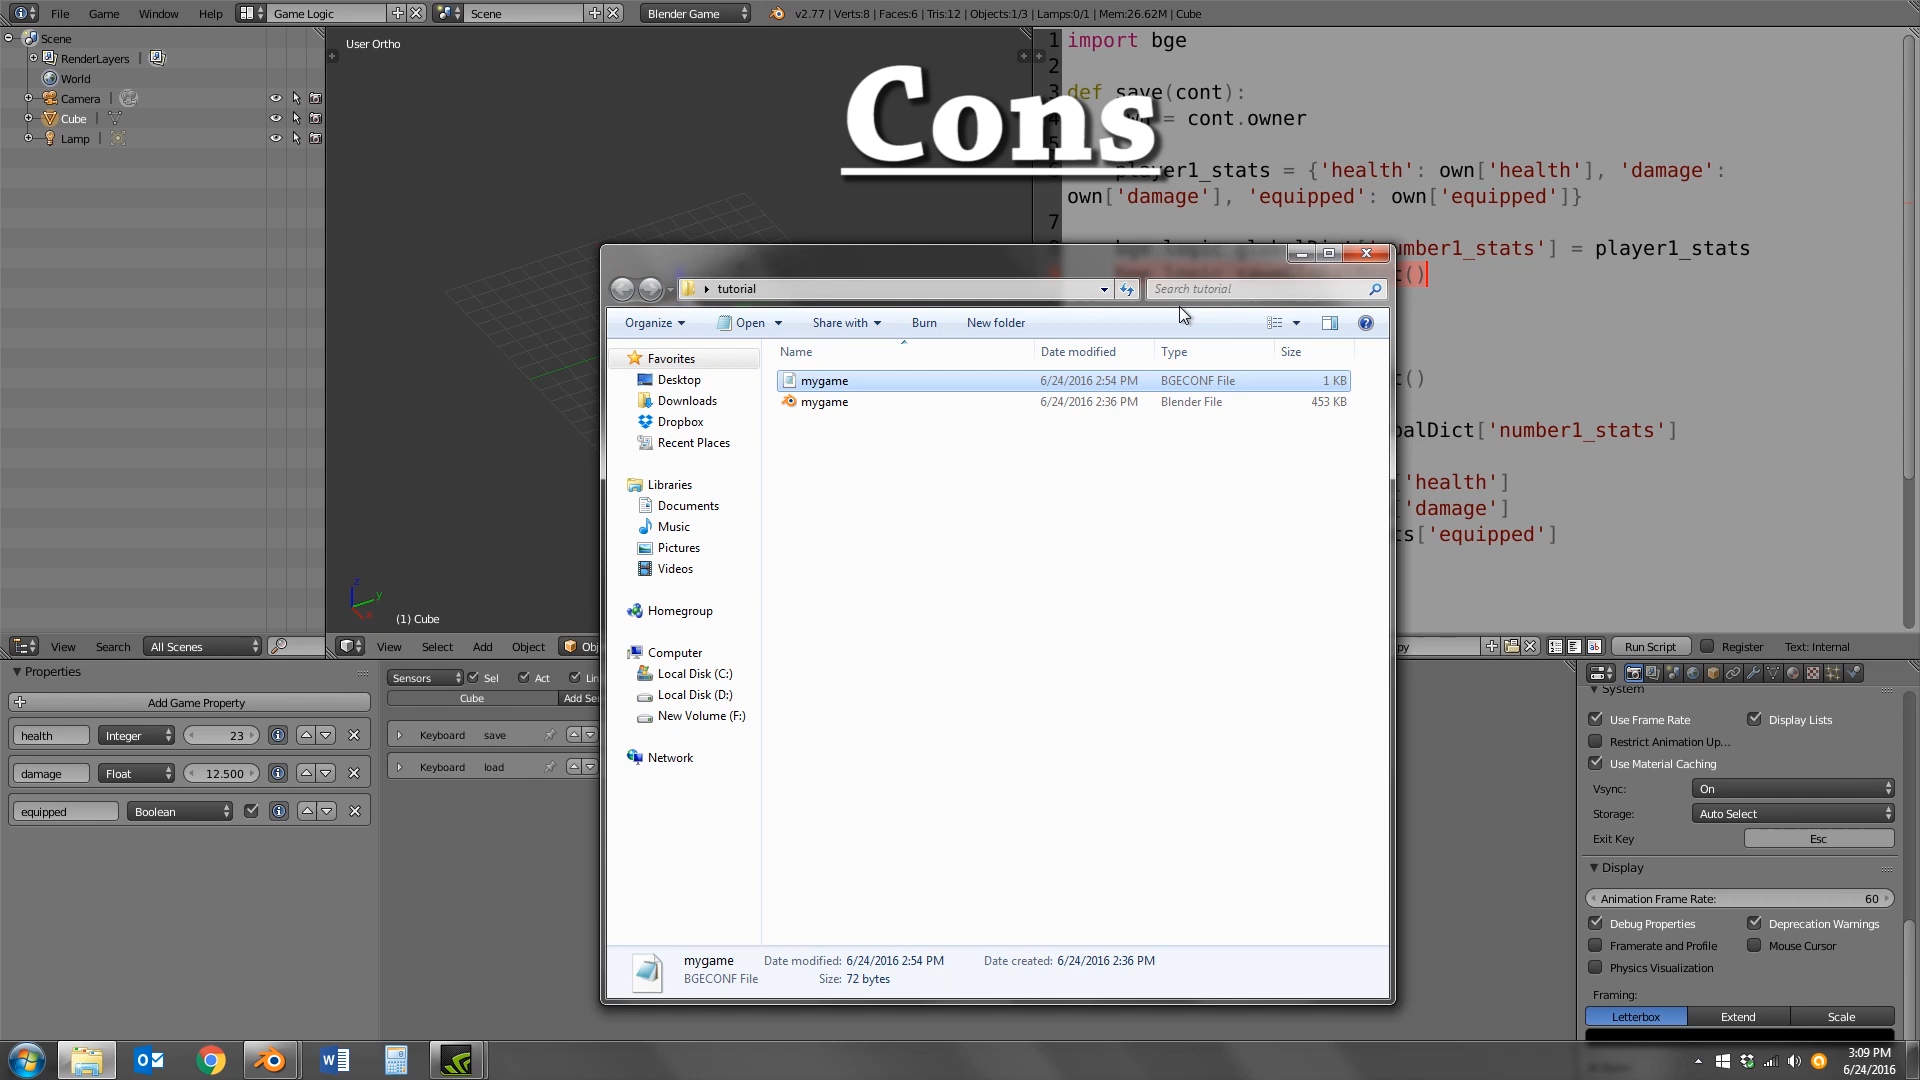 File Game Window Help Game Logic Scene Blender Game v2.77 | Verts:8 | Faces:6 | Tris:12 | Objects:1/3 | Lamps:0/1 | Mem:26.62M | Cube
Scene
RenderLayers |
World
Camera |
Cube |
Lamp |
User Ortho
(1) Cube
Cons
1 import bge
2
3 def save(cont):
= cont.owner
player1_stats = {'health': own['health'], 'damage':
own['damage'], 'equipped': own['equipped']}
7
number1_stats'] = player1_stats
()
()
balDict['number1_stats']
['health']
['damage']
ts['equipped']
tutorial
Search tutorial
Organize Open Share with Burn New folder
Name Date modified Type Size
mygame 6/24/2016 2:54 PM BGECONF File 1 KB
mygame 6/24/2016 2:36 PM Blender File 453 KB
Favorites
Desktop
Downloads
Dropbox
Recent Places
Libraries
Documents
Music
Pictures
Videos
Homegroup
Computer
Local Disk (C:)
Local Disk (D:)
New Volume (F:)
Network
mygame Date modified: 6/24/2016 2:54 PM Date created: 6/24/2016 2:36 PM
BGECONF File Size: 72 bytes
View Search All Scenes
View Select Add Object Obj
py Run Script Register Text: Internal
Properties
Add Game Property
health Integer 23
damage Float 12.500
equipped Boolean
Sensors Sel Act Lin
Cube Add Se
Keyboard save
Keyboard load
System
Use Frame Rate Display Lists
Restrict Animation Up...
Use Material Caching
Vsync: On
Storage: Auto Select
Exit Key Esc
Display
Animation Frame Rate: 60
Debug Properties Deprecation Warnings
Framerate and Profile Mouse Cursor
Physics Visualization
Framing:
Letterbox Extend Scale
3:09 PM
6/24/2016